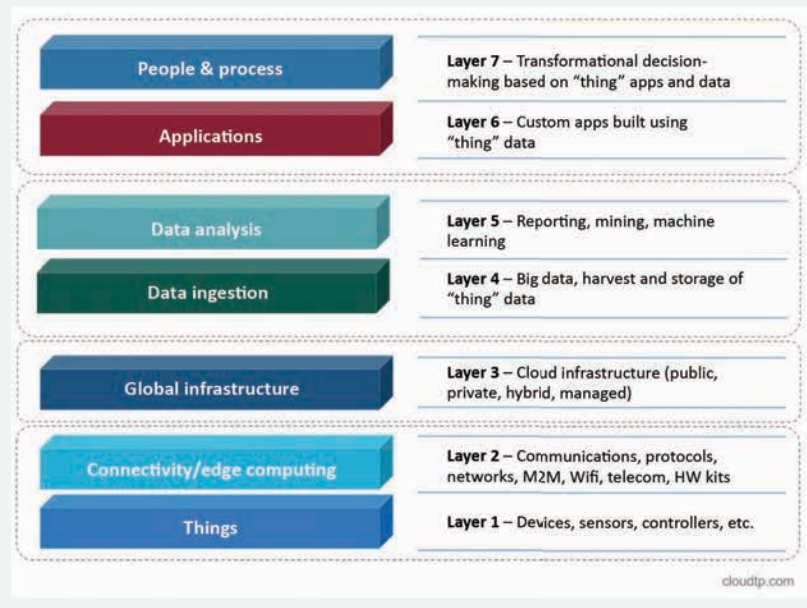 People & process
Layer 7 – Transformational decision-
making based on “thing” apps and data
Applications
Layer 6 – Custom apps built using
“thing” data
Data analysis
Layer 5 – Reporting, mining, machine
learning
Data ingestion
Layer 4 – Big data, harvest and storage of
“thing” data
Global infrastructure
Layer 3 – Cloud infrastructure (public,
private, hybrid, managed)
Connectivity/edge computing
Layer 2 – Communications, protocols,
networks, M2M, Wifi, telecom, HW kits
Things
Layer 1 – Devices, sensors, controllers, etc.
cloudtp.com